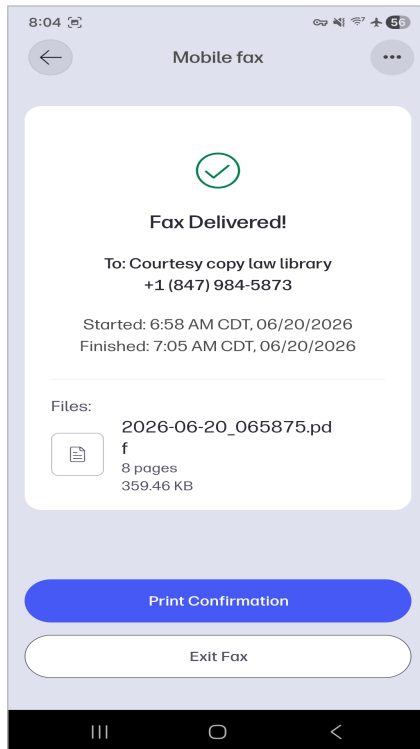 8:04
56
Mobile fax
Fax Delivered!
To: Courtesy copy law library
+1 (847) 984-5873
Started: 6:58 AM CDT, 06/20/2026
Finished: 7:05 AM CDT, 06/20/2026
Files:
2026-06-20_065875.pd
f
8 pages
359.46 KB
Print Confirmation
Exit Fax